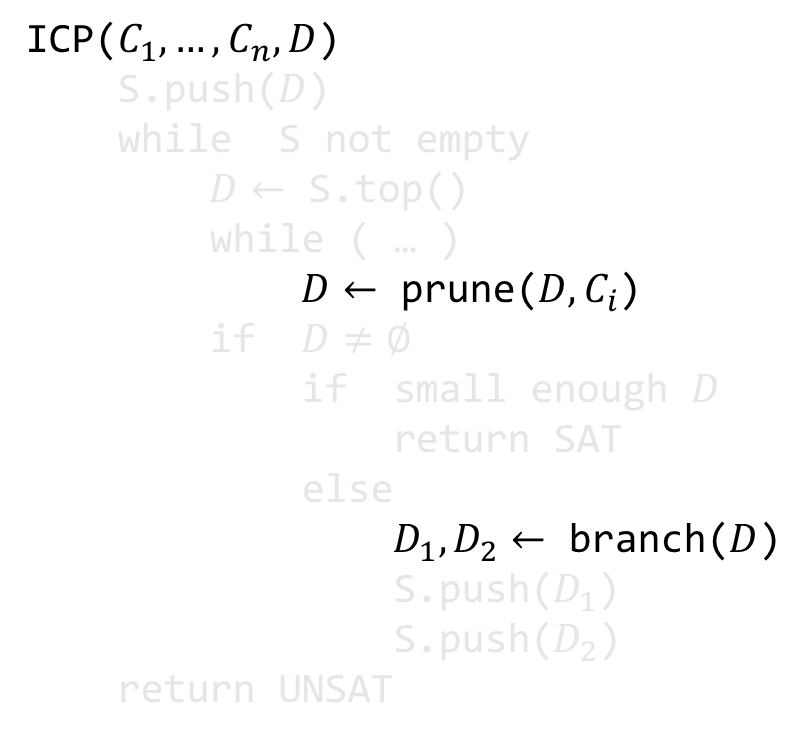 ICP(C₁, … , Cₙ, D)
S.push(D)
while S not empty
D ← S.top()
while ( … )
D ← prune(D, Cᵢ)
if D ≠ ∅
if small enough D
return SAT
else
D₁, D₂ ← branch(D)
S.push(D₁)
S.push(D₂)
return UNSAT